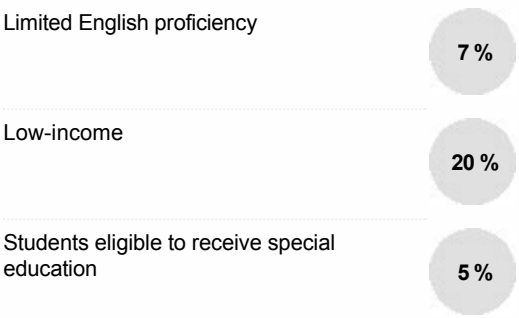 Limited English proficiency
7 %
Low-income
20 %
Students eligible to receive special
education
5 %